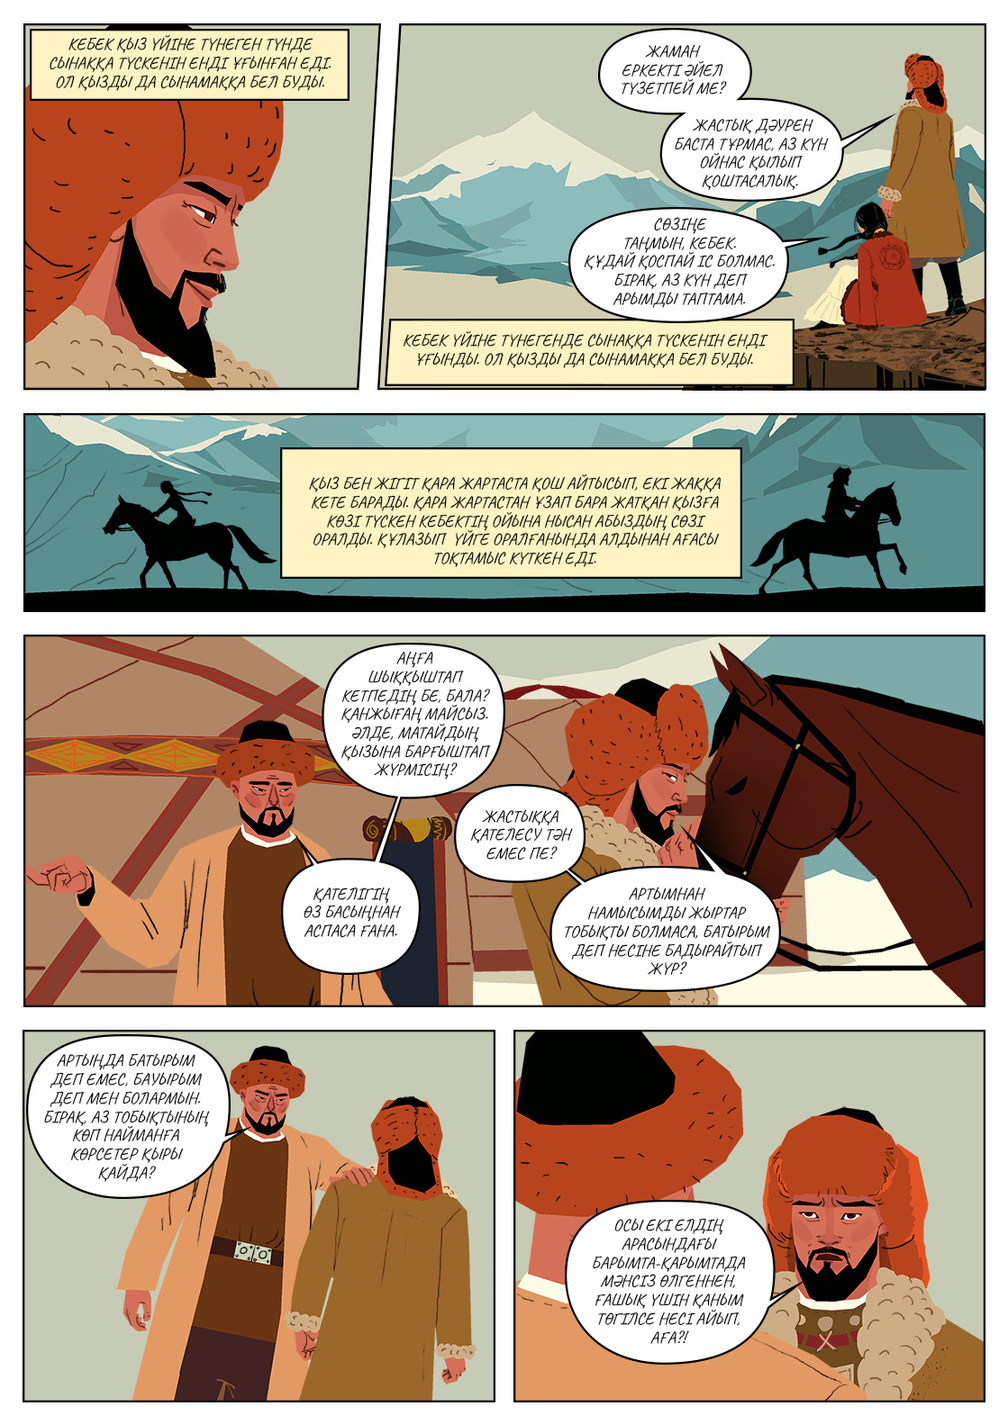 КЕБЕК ҚЫЗ ҮЙІНЕ ТҮНЕГЕН ТҮНДЕ
СЫНАҚҚА ТҮСКЕНІН ЕНДІ ҰҒЫНҒАН ЕДІ.
ОЛ ҚЫЗДЫ ДА СЫНАМАҚҚА БЕЛ БУДЫ.
ЖАМАН
ЕРКЕКТІ ӘЙЕЛ
ТҮЗЕТПЕЙ МЕ?
ЖАСТЫҚ ДӘУРЕН
БАСТА ТҰРМАС, АЗ КҮН
ОЙНАС ҚЫЛЫП
ҚОШТАСАЛЫҚ.
СӨЗІҢЕ
ТАҢМЫН, КЕБЕК.
ҚҰДАЙ ҚОСПАЙ ІС БОЛМАС.
БІРАҚ, АЗ КҮН ДЕП
АРЫМДЫ ТАПТАМА.
КЕБЕК ҮЙІНЕ ТҮНЕГЕНДЕ СЫНАҚҚА ТҮСКЕНІН ЕНДІ
ҰҒЫНДЫ. ОЛ ҚЫЗДЫ ДА СЫНАМАҚҚА БЕЛ БУДЫ.
ҚЫЗ БЕН ЖІГІТ ҚАРА ЖАРТАСТА ҚОШ АЙТЫСЫП, ЕКІ ЖАҚҚА
КЕТЕ БАРАДЫ. ҚАРА ЖАРТАСТАН ҰЗАП БАРА ЖАТҚАН ҚЫЗҒА
КӨЗІ ТҮСКЕН КЕБЕКТІҢ ОЙЫНА НЫСАН АБЫЗДЫҢ СӨЗІ
ОРАЛДЫ. ҚҰЛАЗЫП ҮЙГЕ ОРАЛҒАНЫНДА АЛДЫНАН АҒАСЫ
ТОҚТАМЫС КҮТКЕН ЕДІ.
АҢҒА
ШЫҚҚЫШТАП
КЕТПЕДІҢ БЕ, БАЛА?
ҚАНЖЫҒАҢ МАЙСЫЗ.
ӘЛДЕ, МАТАЙДЫҢ
ҚЫЗЫНА БАРҒЫШТАП
ЖҮРМІСІҢ?
ЖАСТЫҚҚА
ҚАТЕЛЕСУ ТӘН
ЕМЕС ПЕ?
ҚАТЕЛІГІҢ
ӨЗ БАСЫҢНАН
АСПАСА ҒАНА.
АРТЫМНАН
НАМЫСЫМДЫ ЖЫРТАР
ТОБЫҚТЫ БОЛМАСА, БАТЫРЫМ
ДЕП НЕСІНЕ БАДЫРАЙТЫП
ЖҮР?
АРТЫҢДА БАТЫРЫМ
ДЕП ЕМЕС, БАУЫРЫМ
ДЕП МЕН БОЛАРМЫН.
БІРАҚ, АЗ ТОБЫҚТЫНЫҢ
КӨП НАЙМАНҒА
КӨРСЕТЕР ҚЫРЫ
ҚАЙДА?
ОСЫ ЕКІ ЕЛДІҢ
АРАСЫНДАҒЫ
БАРЫМТА-ҚАРЫМТАДА
МӘНСІЗ ӨЛГЕННЕН,
ҒАШЫҚ ҮШІН ҚАНЫМ
ТӨГІЛСЕ НЕСІ АЙЫП,
АҒА?!